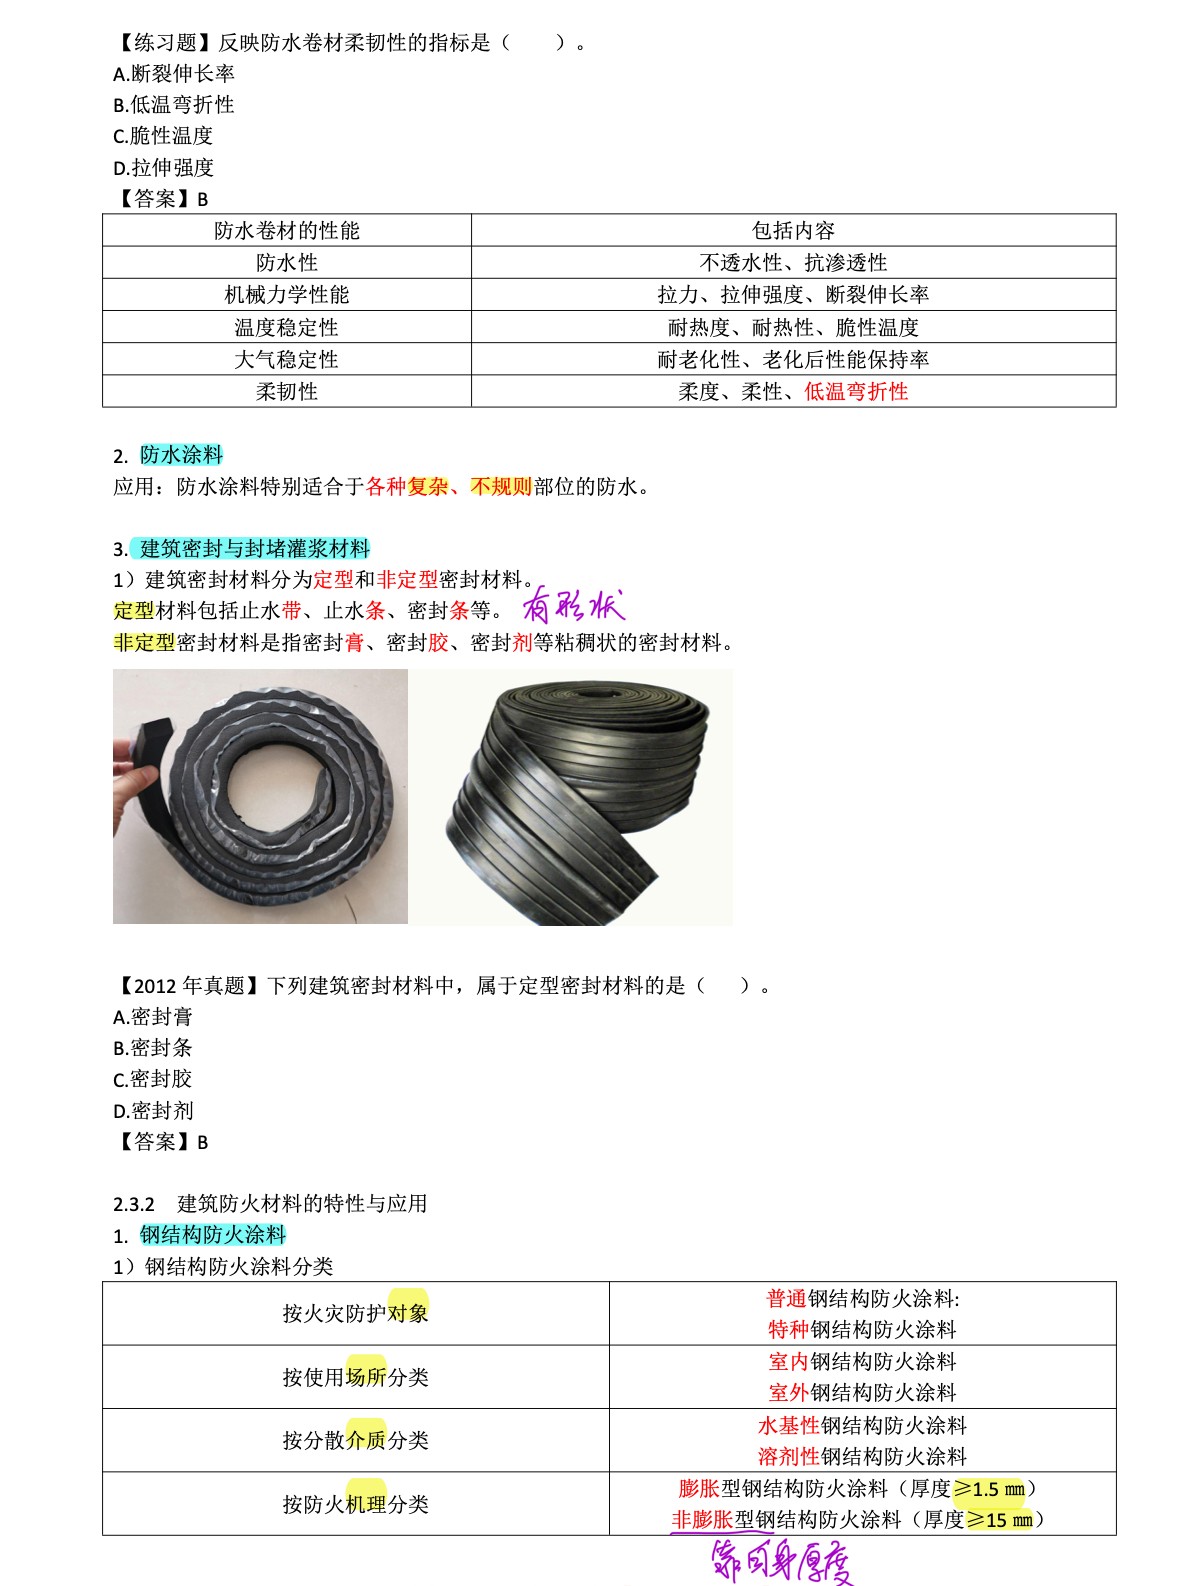 【练习题】反映防水卷材柔韧性的指标是（　　）。
A.断裂伸长率
B.低温弯折性
C.脆性温度
D.拉伸强度
【答案】B
防水卷材的性能 包括内容
防水性 不透水性、抗渗透性
机械力学性能 拉力、拉伸强度、断裂伸长率
温度稳定性 耐热度、耐热性、脆性温度
大气稳定性 耐老化性、老化后性能保持率
柔韧性 柔度、柔性、低温弯折性
2. 防水涂料
应用：防水涂料特别适合于各种复杂、不规则部位的防水。
3. 建筑密封与封堵灌浆材料
1）建筑密封材料分为定型和非定型密封材料。
定型材料包括止水带、止水条、密封条等。 有形状
非定型密封材料是指密封膏、密封胶、密封剂等粘稠状的密封材料。
【2012 年真题】下列建筑密封材料中，属于定型密封材料的是（　　）。
A.密封膏
B.密封条
C.密封胶
D.密封剂
【答案】B
2.3.2　建筑防火材料的特性与应用
1. 钢结构防火涂料
1）钢结构防火涂料分类
按火灾防护对象 普通钢结构防火涂料:
特种钢结构防火涂料
按使用场所分类 室内钢结构防火涂料
室外钢结构防火涂料
按分散介质分类 水基性钢结构防火涂料
溶剂性钢结构防火涂料
按防火机理分类 膨胀型钢结构防火涂料（厚度≥1.5 ㎜）
非膨胀型钢结构防火涂料（厚度≥15 ㎜）
靠自身厚度